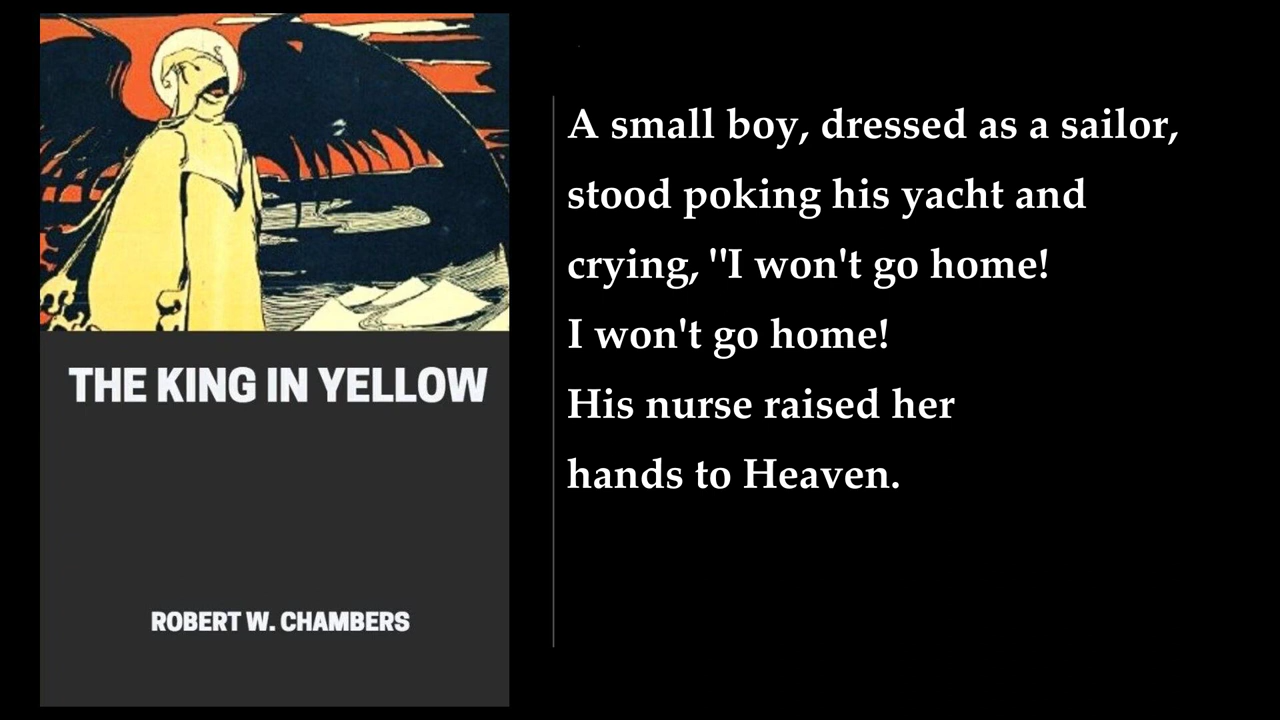 THE KING IN YELLOW
ROBERT W. CHAMBERS
A small boy, dressed as a sailor,
stood poking his yacht and
crying, "I won't go home!
I won't go home!
His nurse raised her
hands to Heaven.